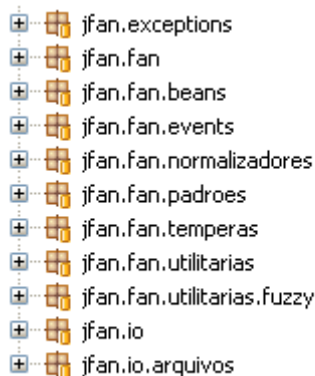 jfan.exceptions
jfan.fan
jfan.fan.beans
jfan.fan.events
jfan.fan.normalizadores
jfan.fan.padroes
jfan.fan.temperas
jfan.fan.utilitarias
jfan.fan.utilitarias.fuzzy
jfan.io
jfan.io.arquivos